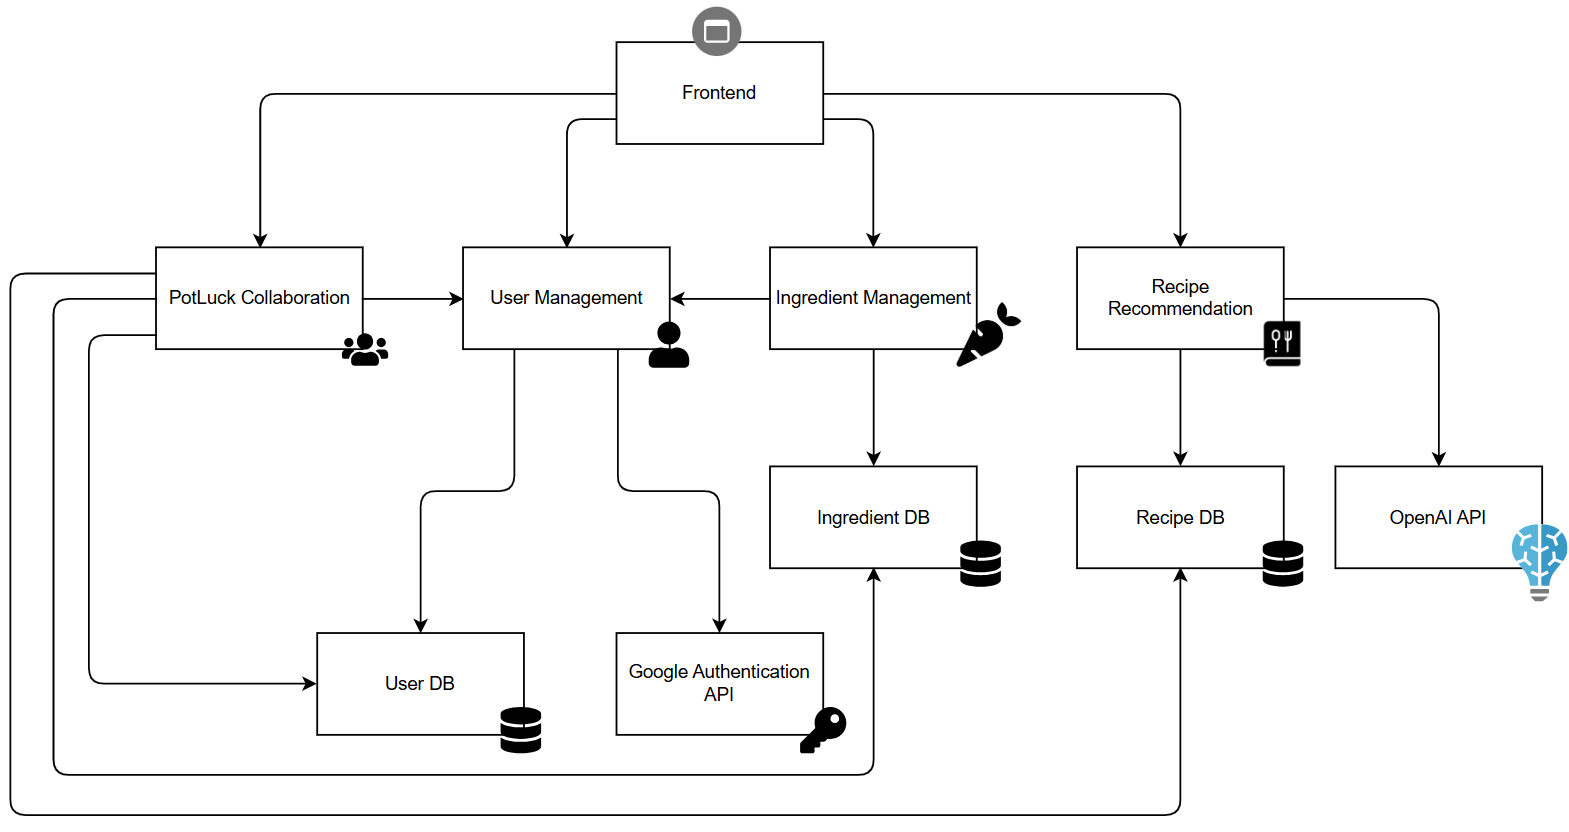 Frontend
PotLuck Collaboration
User Management
Ingredient Management
Recipe
Recommendation
Ingredient DB
Recipe DB
OpenAI API
User DB
Google Authentication
API